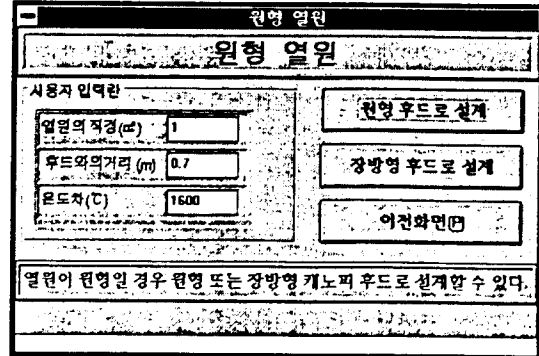 원형 열원
원형 열원
사용자 입력란
열원의 직경(㎡) 1
후드와의거리 (m) 0.7
온도차(℃) 1600
원형 후드로 설계
장방형 후드로 설계
이전화면[P]
열원이 원형일 경우 원형 또는 장방형 캐노피 후드로 설계할 수 있다.